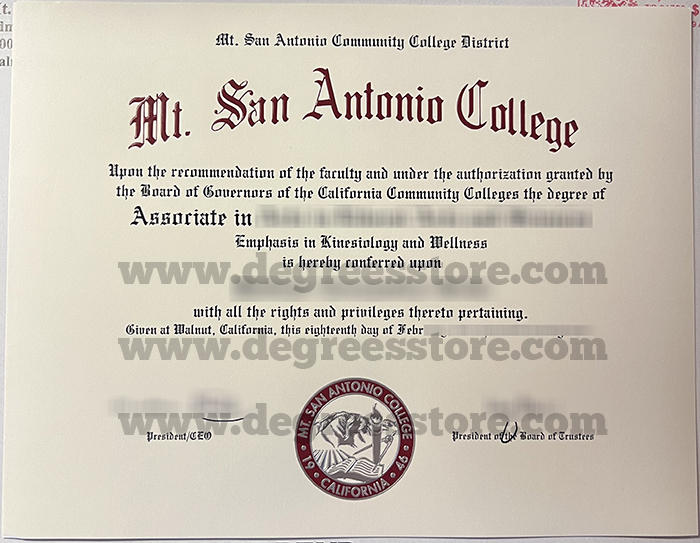 Mt. San Antonio Community College District
Mt. San Antonio College
Upon the recommendation of the faculty and under the authorization granted by
the Board of Governors of the California Community Colleges the degree of
Associate in
Emphasis in Kinesiology and Wellness
is hereby conferred upon
www.degreesstore.com
with all the rights and privileges thereto pertaining.
Given at Walnut, California, this eighteenth day of Febr
www.degreesstore.com
www.degreesstore.com
President/CEO
President of the Board of Trustees
MT. SAN ANTONIO COLLEGE
19 46
CALIFORNIA